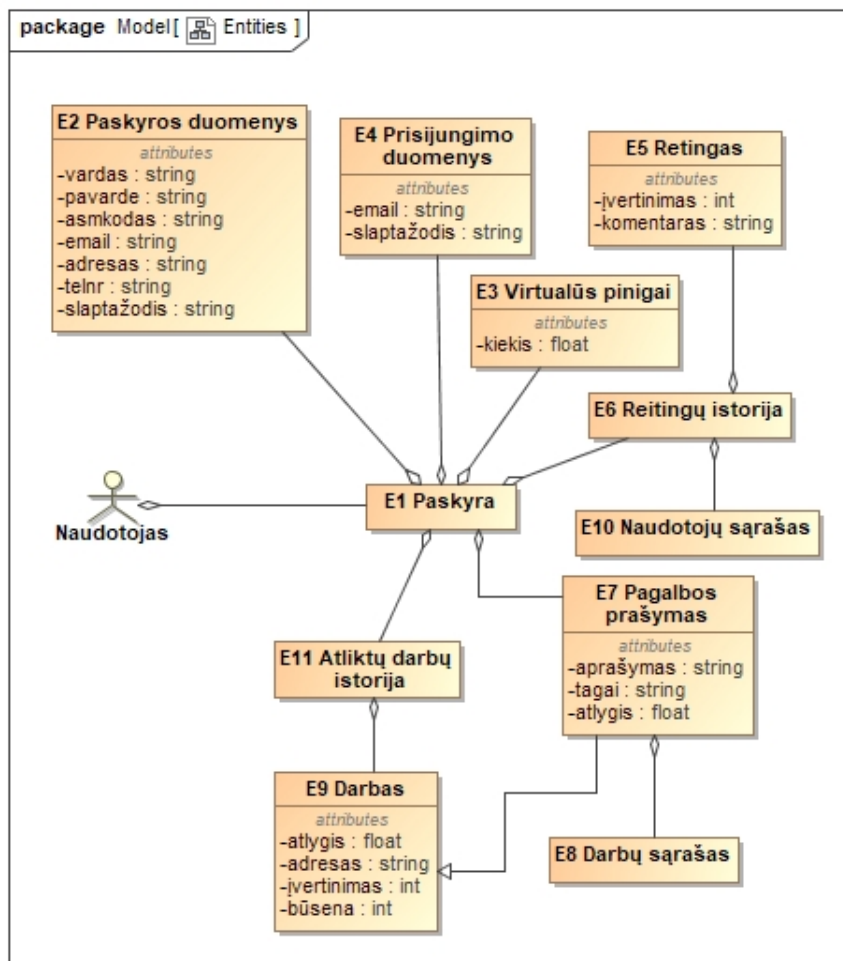 package Model [ Entities ]
E2 Paskyros duomenys
attributes
-vardas : string
-pavarde : string
-asmkodas : string
-email : string
-adresas : string
-telnr : string
-slaptažodis : string
E4 Prisijungimo
duomenys
attributes
-email : string
-slaptažodis : string
E5 Retingas
attributes
-įvertinimas : int
-komentaras : string
E3 Virtualūs pinigai
attributes
-kiekis : float
E6 Reitingų istorija
Naudotojas
E1 Paskyra
E10 Naudotojų sąrašas
E7 Pagalbos
prašymas
attributes
-aprašymas : string
-tagai : string
-atlygis : float
E11 Atliktų darbų
istorija
E9 Darbas
attributes
-atlygis : float
-adresas : string
-įvertinimas : int
-būsena : int
E8 Darbų sąrašas